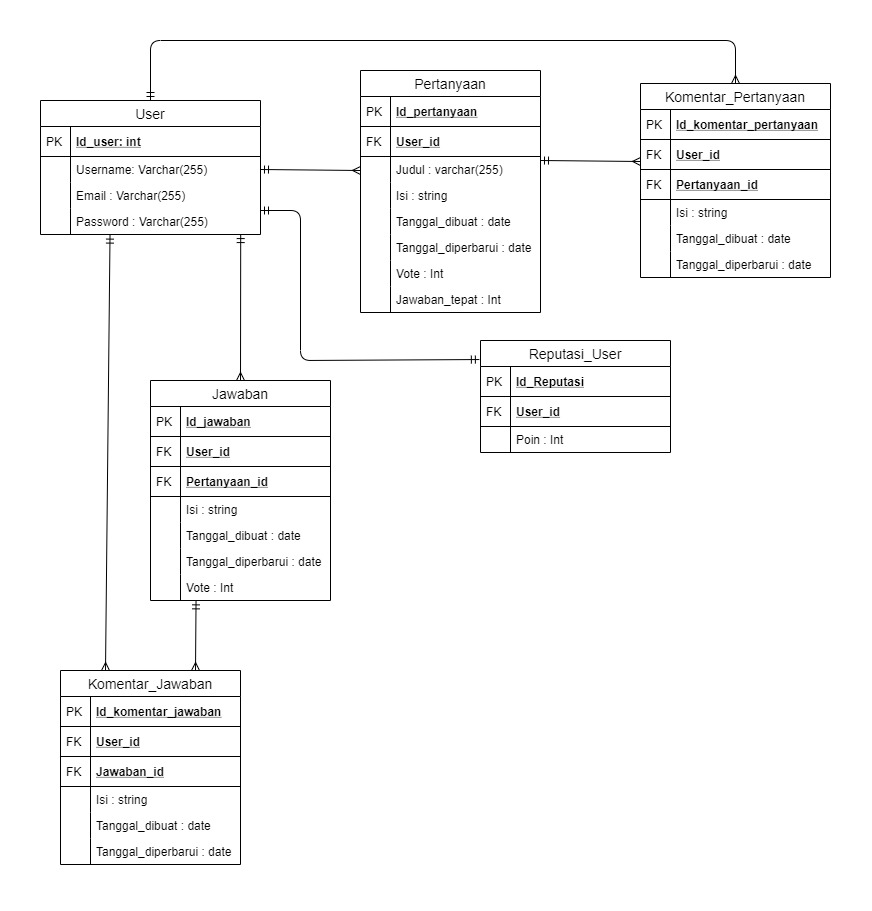 User
PK Id_user: int
Username: Varchar(255)
Email : Varchar(255)
Password : Varchar(255)
Pertanyaan
PK Id_pertanyaan
FK User_id
Judul : varchar(255)
Isi : string
Tanggal_dibuat : date
Tanggal_diperbarui : date
Vote : Int
Jawaban_tepat : Int
Komentar_Pertanyaan
PK Id_komentar_pertanyaan
FK User_id
FK Pertanyaan_id
Isi : string
Tanggal_dibuat : date
Tanggal_diperbarui : date
Reputasi_User
PK Id_Reputasi
FK User_id
Poin : Int
Jawaban
PK Id_jawaban
FK User_id
FK Pertanyaan_id
Isi : string
Tanggal_dibuat : date
Tanggal_diperbarui : date
Vote : Int
Komentar_Jawaban
PK Id_komentar_jawaban
FK User_id
FK Jawaban_id
Isi : string
Tanggal_dibuat : date
Tanggal_diperbarui : date